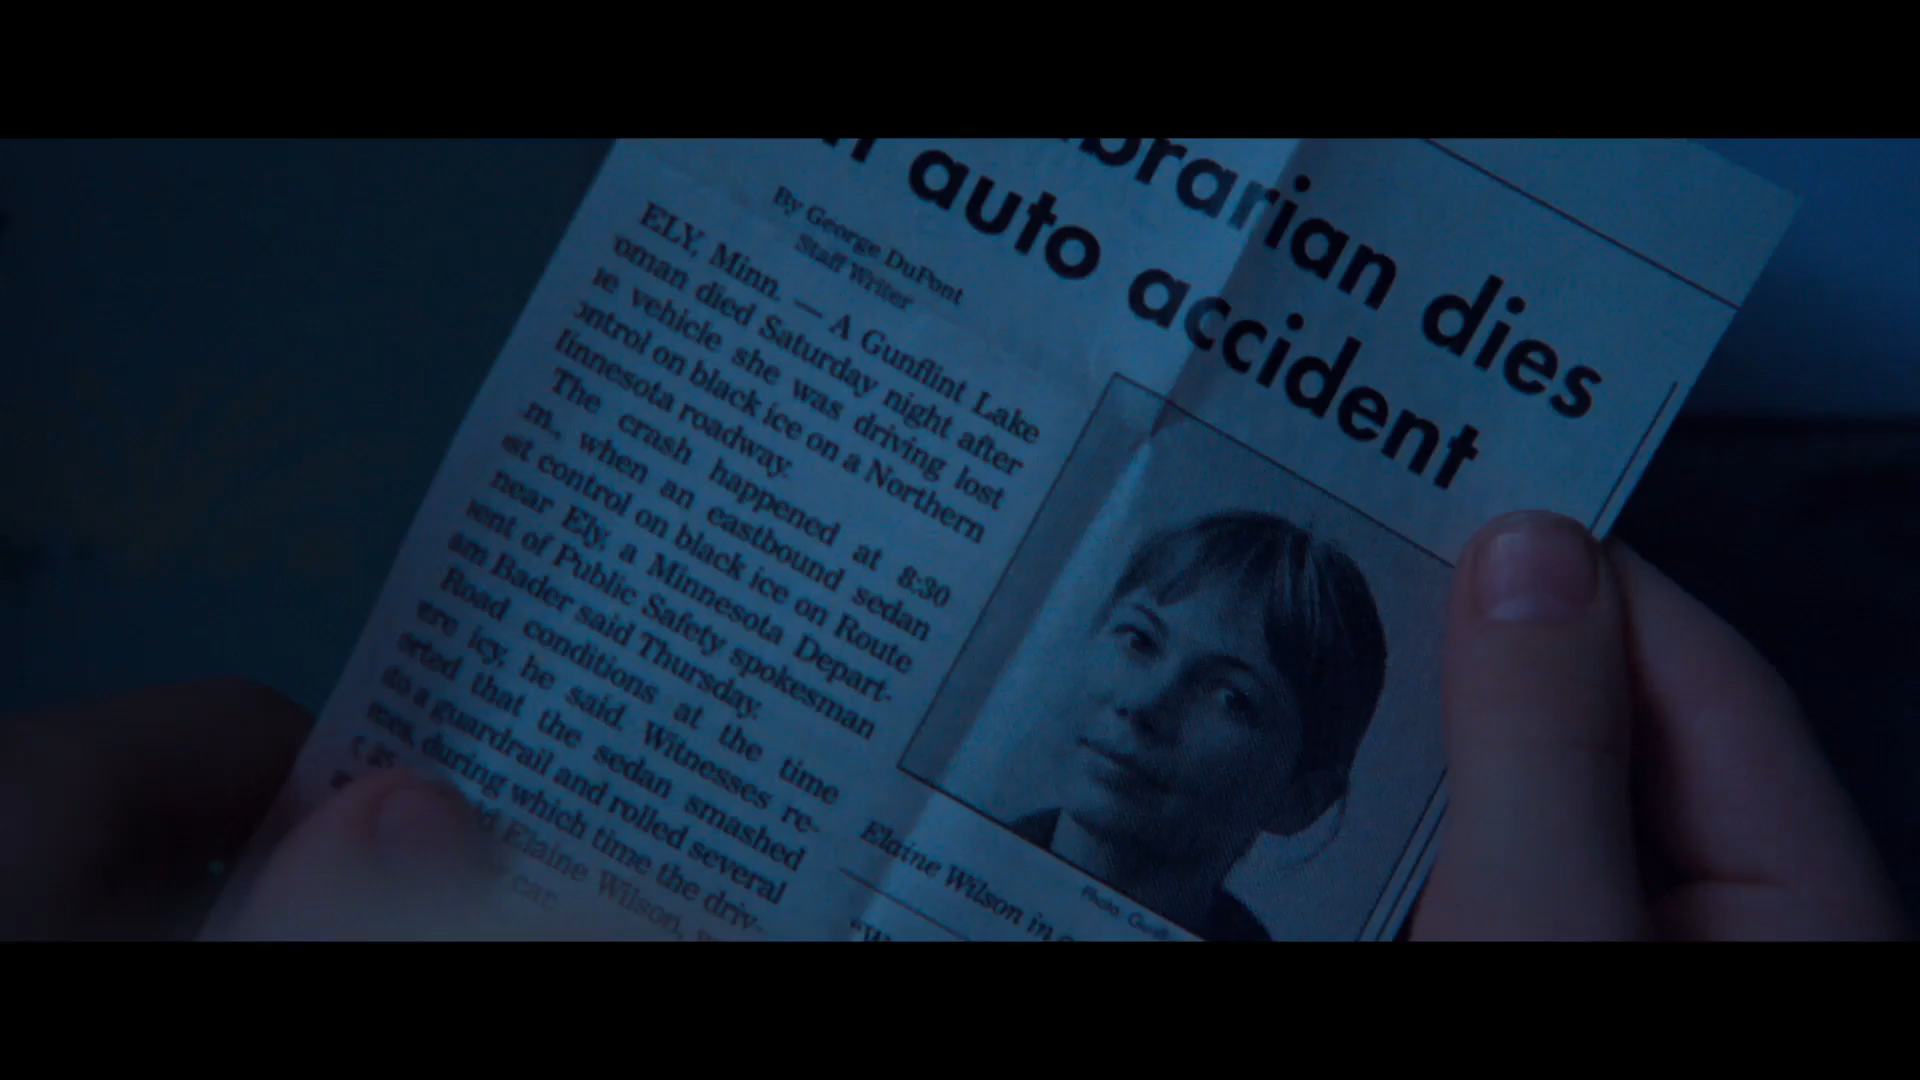 brarian dies
auto accident
By George DuPont
Staff Writer
ELY, Minn. — A Gunflint Lake
oman died Saturday night after
vehicle she was driving lost
ontrol on black ice on a Northern
innesota roadway.
The crash happened at 8:30
m., when an eastbound sedan
st control on black ice on Route
near Ely, a Minnesota Depart-
ent of Public Safety spokesman
am Bader said Thursday.
Road conditions at the time
ere icy, he said. Witnesses re-
orted that the sedan smashed
a guardrail and rolled several
mes, during which time the driv-
Elaine Wilson,
car.
Elaine Wilson in
Photo
"W